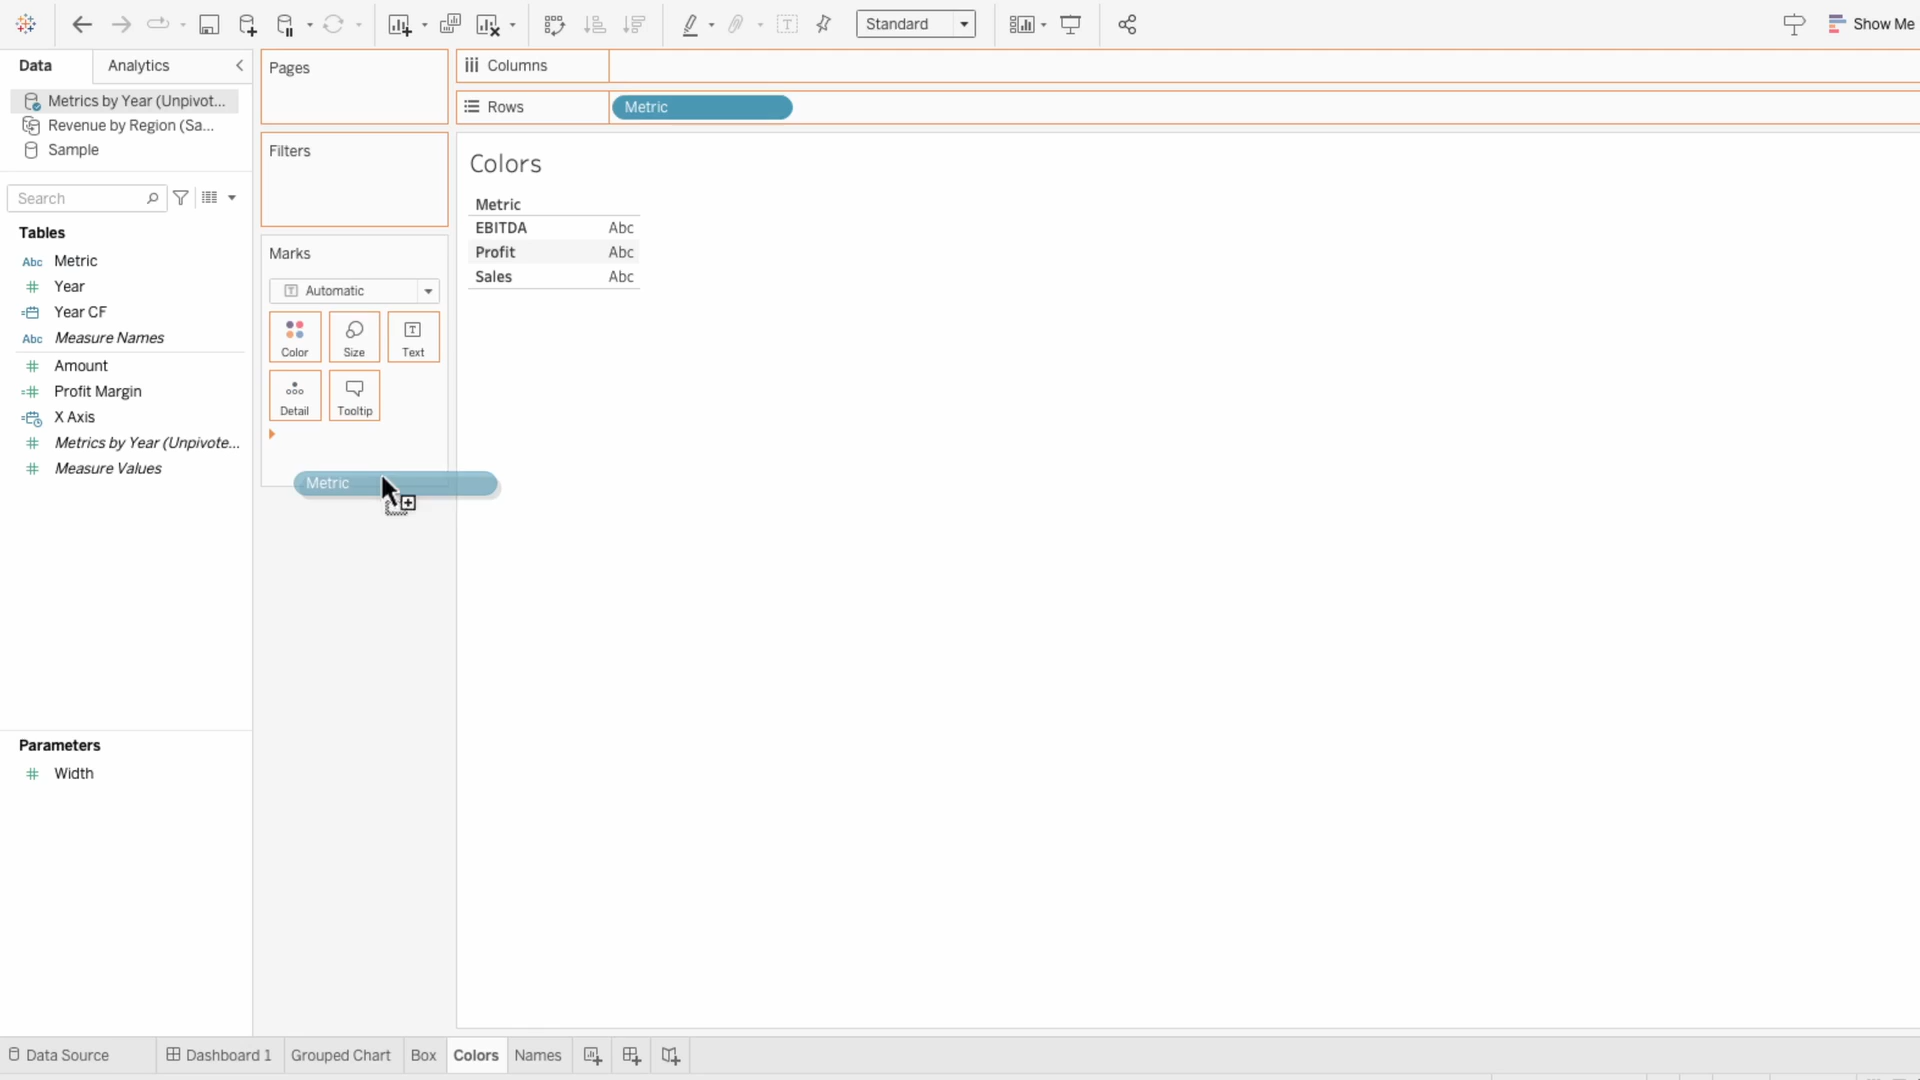 Standard
Show Me
Data
Analytics
Metrics by Year (Unpivot...
Revenue by Region (Sa...
Sample
Search
Tables
Abc Metric
Year
Year CF
Abc Measure Names
Amount
Profit Margin
X Axis
Metrics by Year (Unpivote...
Measure Values
Parameters
Width
Pages
Filters
Marks
Automatic
Color Size Text
Detail Tooltip
Metric
Columns
Rows Metric
Colors
Metric
EBITDA Abc
Profit Abc
Sales Abc
Data Source Dashboard 1 Grouped Chart Box Colors Names